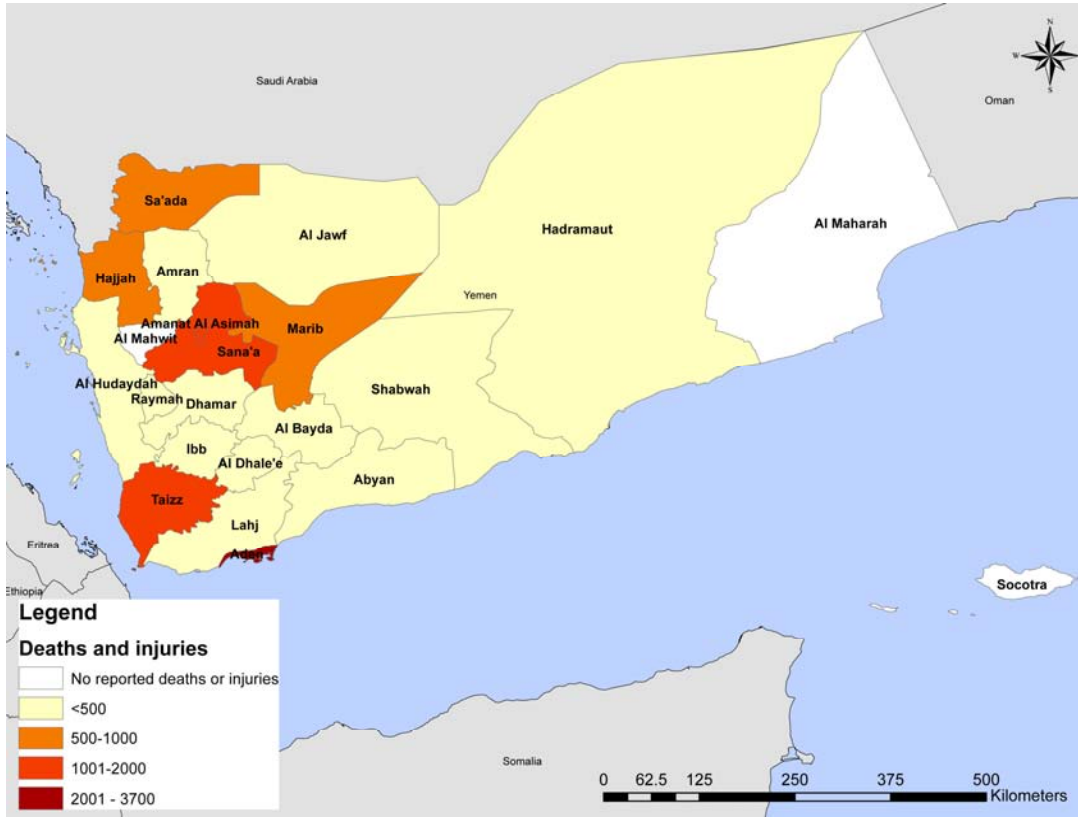 N
W
E
S
Saudi Arabia
Oman
Sa'ada
Al Jawf
Hadramaut
Al Maharah
Hajjah
Amran
Yemen
Amanat Al Asimah
Marib
Al Mahwit
Sana'a
Al Hudaydah
Shabwah
Raymah
Dhamar
Al Bayda
Ibb
Al Dhale'e
Abyan
Taizz
Lahj
Aden
Eritrea
Ethiopia
Socotra
Legend
Deaths and injuries
No reported deaths or injuries
<500
500-1000
1001-2000
2001 - 3700
Somalia
0 62.5 125 250 375 500
Kilometers